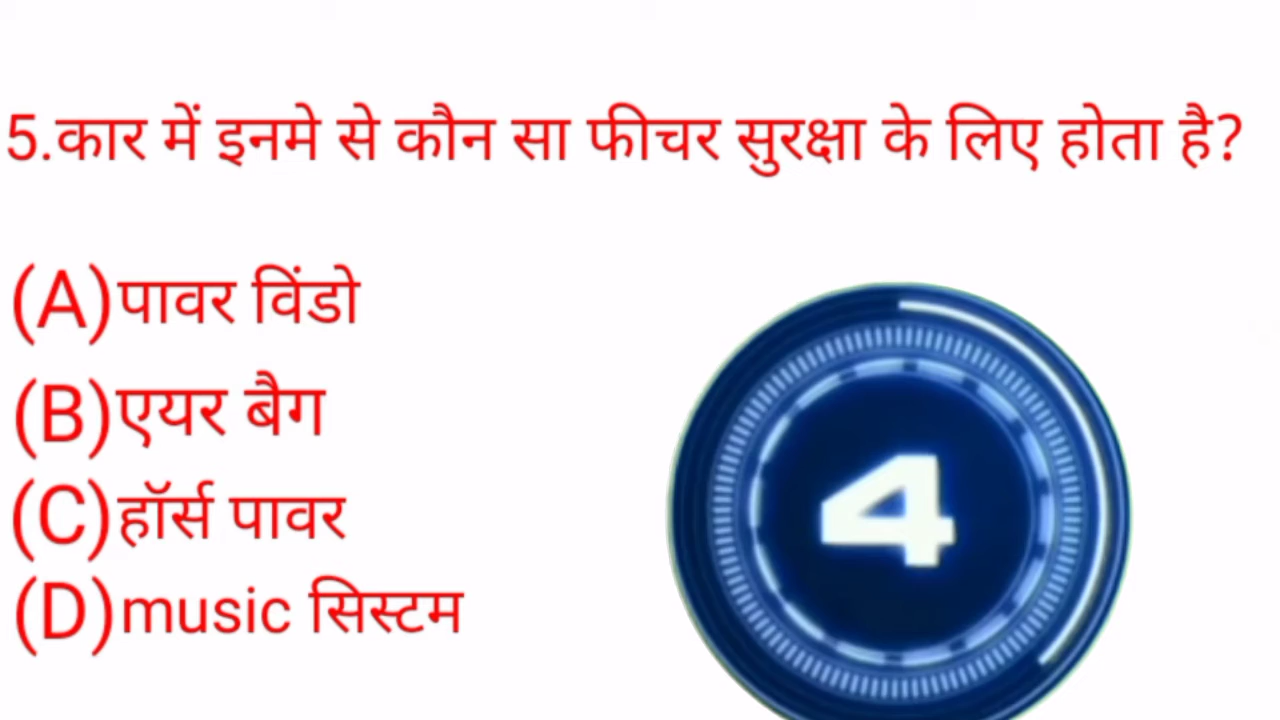 5.कार में इनमे से कौन सा फीचर सुरक्षा के लिए होता है?
(A)पावर विंडो
(B)एयर बैग
(C)हॉर्स पावर
(D)music सिस्टम
4